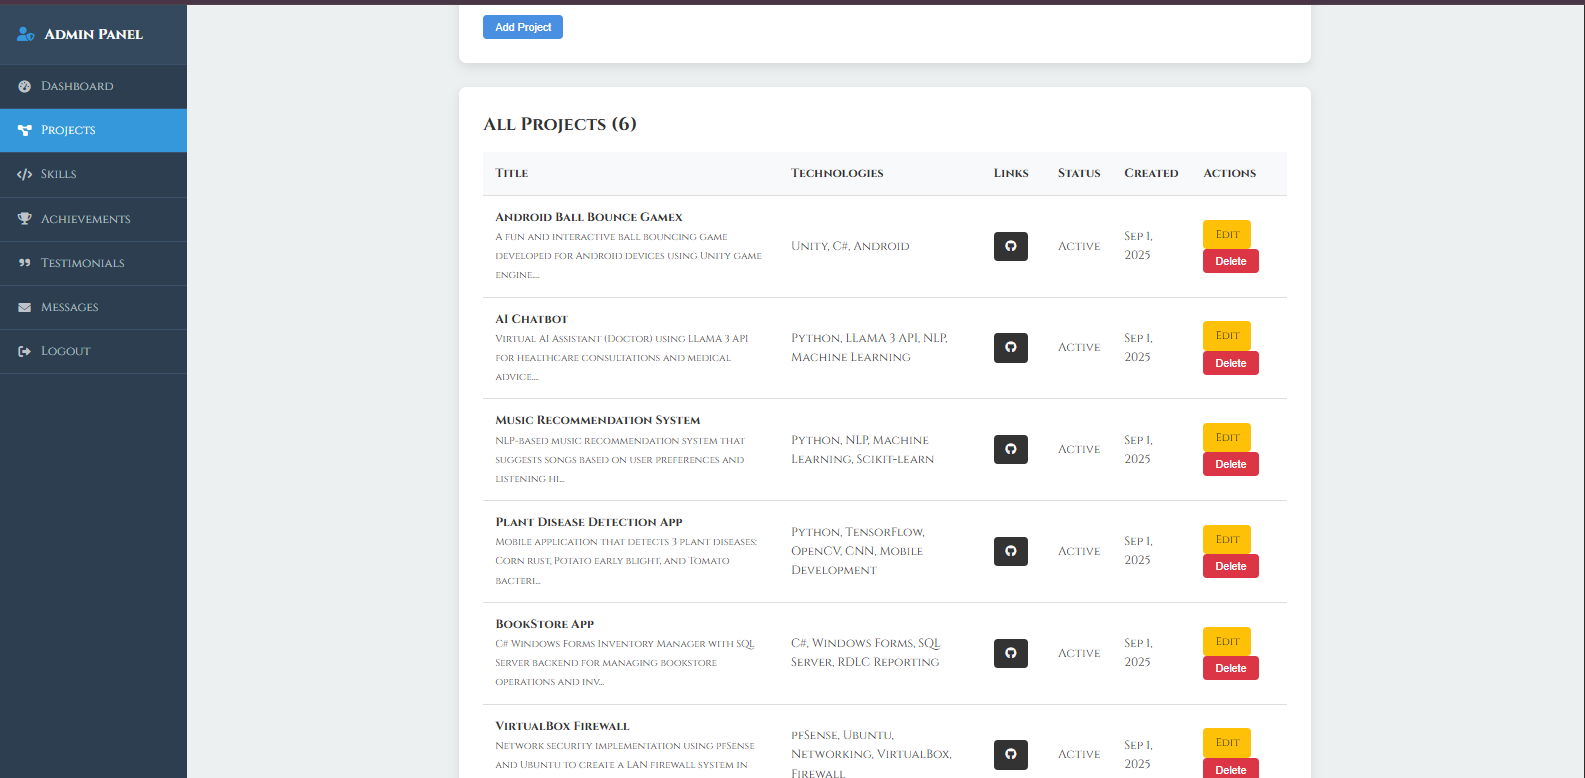 Admin Panel
Dashboard
Projects
Skills
Achievements
Testimonials
Messages
Logout
Add Project
All Projects (6)
Title Technologies Links Status Created Actions
Android Ball Bounce Gamex
A fun and interactive ball bouncing game
developed for Android devices using Unity game
engine....
Unity, C#, Android
Active
Sep 1,
2025
Edit
Delete
AI Chatbot
Virtual AI Assistant (Doctor) using LLAMA 3 API
for healthcare consultations and medical
advice....
Python, LLAMA 3 API, NLP,
Machine Learning
Active
Sep 1,
2025
Edit
Delete
Music Recommendation System
NLP-based music recommendation system that
suggests songs based on user preferences and
listening hi...
Python, NLP, Machine
Learning, Scikit-learn
Active
Sep 1,
2025
Edit
Delete
Plant Disease Detection App
Mobile application that detects 3 plant diseases:
Corn rust, Potato early blight, and Tomato
bacteri...
Python, TensorFlow,
OpenCV, CNN, Mobile
Development
Active
Sep 1,
2025
Edit
Delete
BookStore App
C# Windows Forms Inventory Manager with SQL
Server backend for managing bookstore
operations and inv...
C#, Windows Forms, SQL
Server, RDLC Reporting
Active
Sep 1,
2025
Edit
Delete
VirtualBox Firewall
Network security implementation using pfSense
and Ubuntu to create a LAN firewall system in
pfSense, Ubuntu,
Networking, VirtualBox,
Firewall
Active
Sep 1,
2025
Edit
Delete